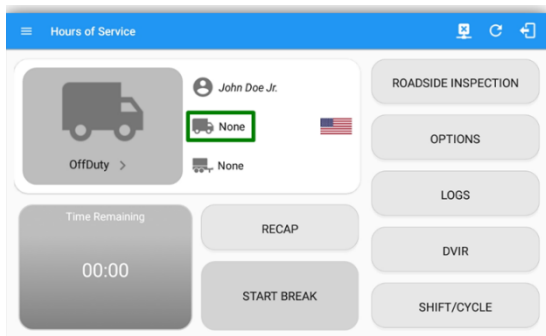 Hours of Service
John Doe Jr.
None
None
OffDuty >
Time Remaining
00:00
RECAP
START BREAK
ROADSIDE INSPECTION
OPTIONS
LOGS
DVIR
SHIFT/CYCLE